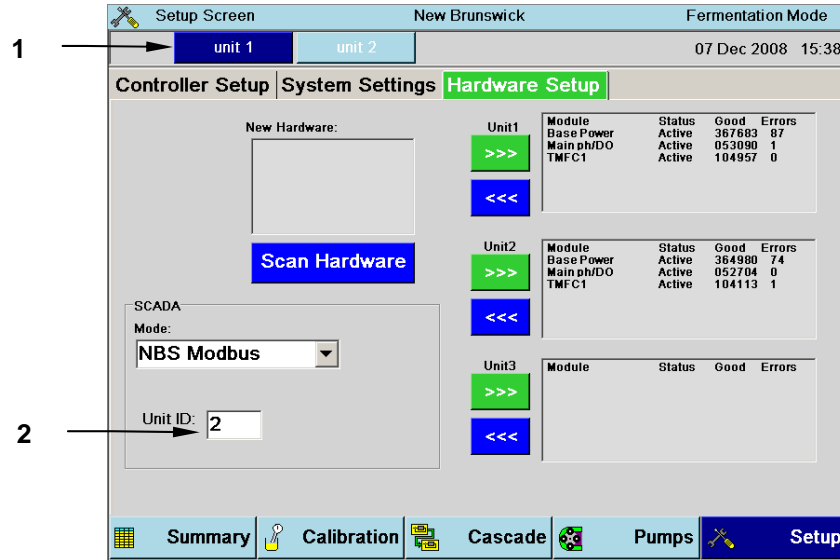 Setup Screen New Brunswick Fermentation Mode
1
unit 1 unit 2 07 Dec 2008 15:38
Controller Setup System Settings Hardware Setup
New Hardware:
Unit1
>>>
<<<
Module Status Good Errors
Base Power Active 367683 87
Main ph/DO Active 053090 1
TMFC1 Active 104957 0
Scan Hardware
Unit2
>>>
<<<
Module Status Good Errors
Base Power Active 364980 74
Main ph/DO Active 052704 0
TMFC1 Active 104113 1
SCADA
Mode:
NBS Modbus
Unit3
>>>
<<<
Module Status Good Errors
2
Unit ID: 2
Summary Calibration Cascade Pumps Setup